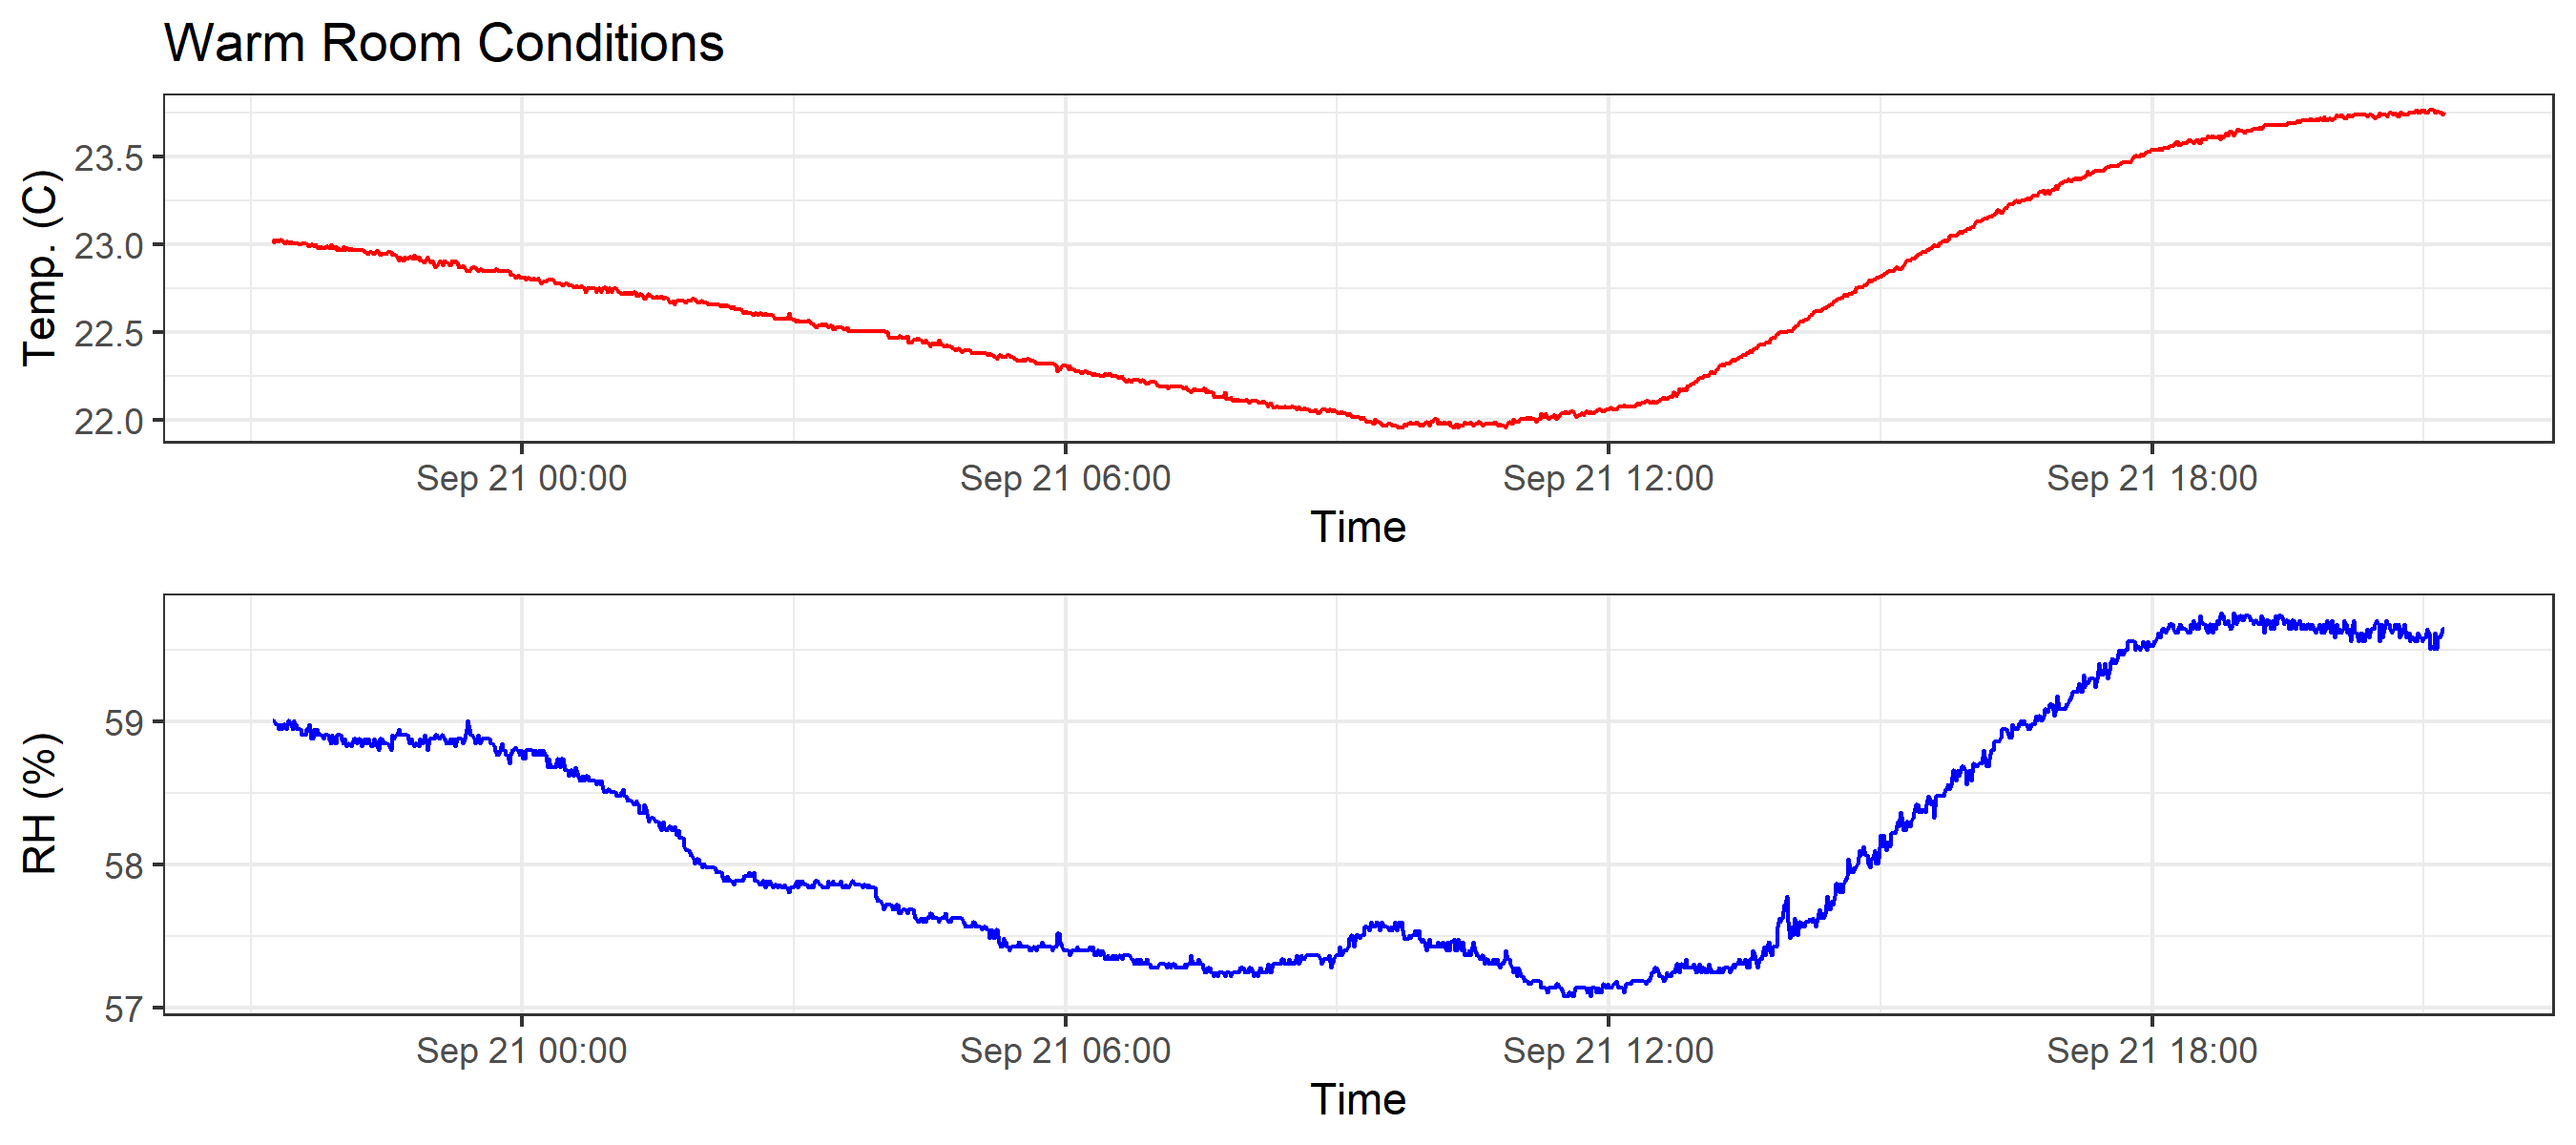 Warm Room Conditions
Temp. (C)
23.5
23.0
22.5
22.0
Sep 21 00:00 Sep 21 06:00 Sep 21 12:00 Sep 21 18:00
Time
RH (%)
59
58
57
Sep 21 00:00 Sep 21 06:00 Sep 21 12:00 Sep 21 18:00
Time